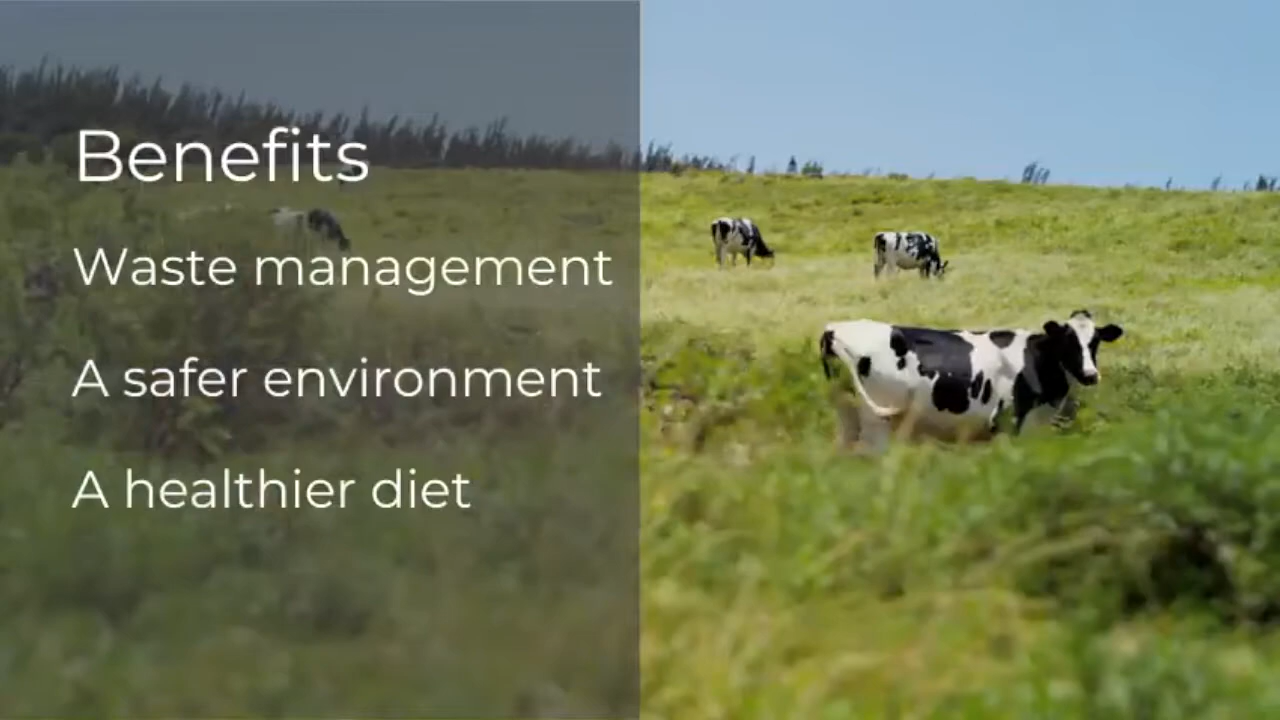 Benefits
Waste management
A safer environment
A healthier diet